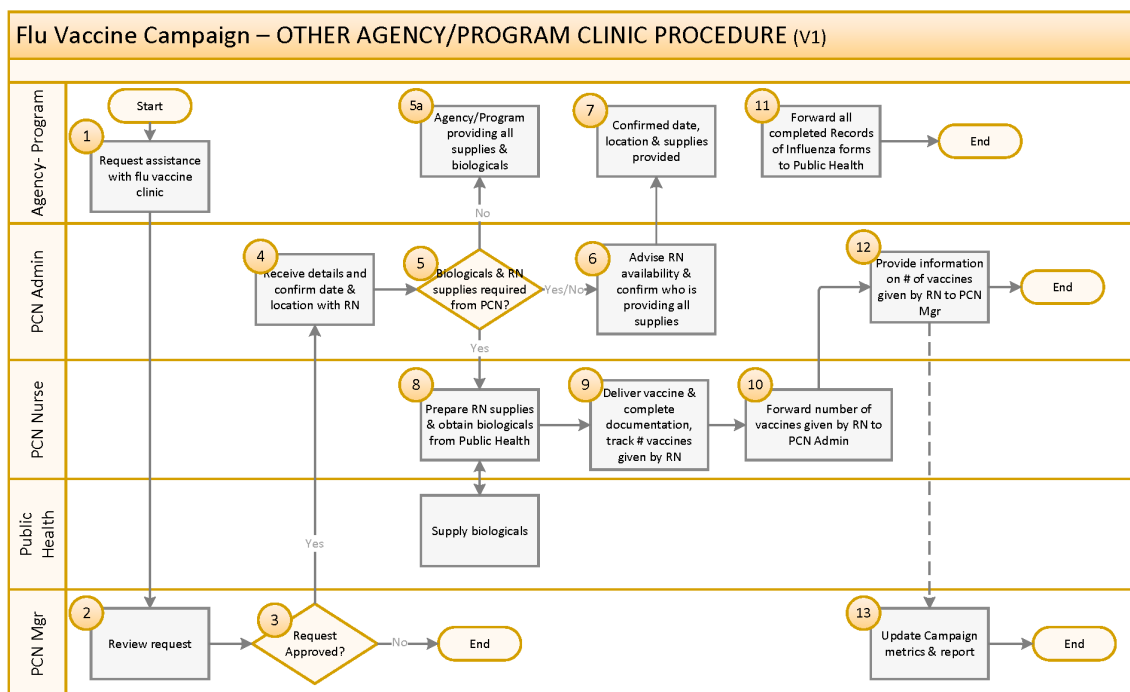 Flu Vaccine Campaign – OTHER AGENCY/PROGRAM CLINIC PROCEDURE (V1)
Agency- Program
Start
1
Request assistance
with flu vaccine
clinic
5a
Agency/Program
providing all
supplies &
biologicals
7
Confirmed date,
location & supplies
provided
11
Forward all
completed Records
of Influenza forms
to Public Health
End
No
PCN Admin
4
Receive details and
confirm date &
location with RN
5
Biologicals & RN
supplies required
from PCN?
Yes/No
6
Advise RN
availability &
confirm who is
providing all
supplies
12
Provide information
on # of vaccines
given by RN to PCN
Mgr
End
Yes
PCN Nurse
8
Prepare RN supplies
& obtain biologicals
from Public Health
9
Deliver vaccine &
complete
documentation,
track # vaccines
given by RN
10
Forward number of
vaccines given by RN
to PCN Admin
Public
Health
Supply biologicals
Yes
PCN Mgr
2
Review request
3
Request
Approved?
No
End
13
Update Campaign
metrics & report
End